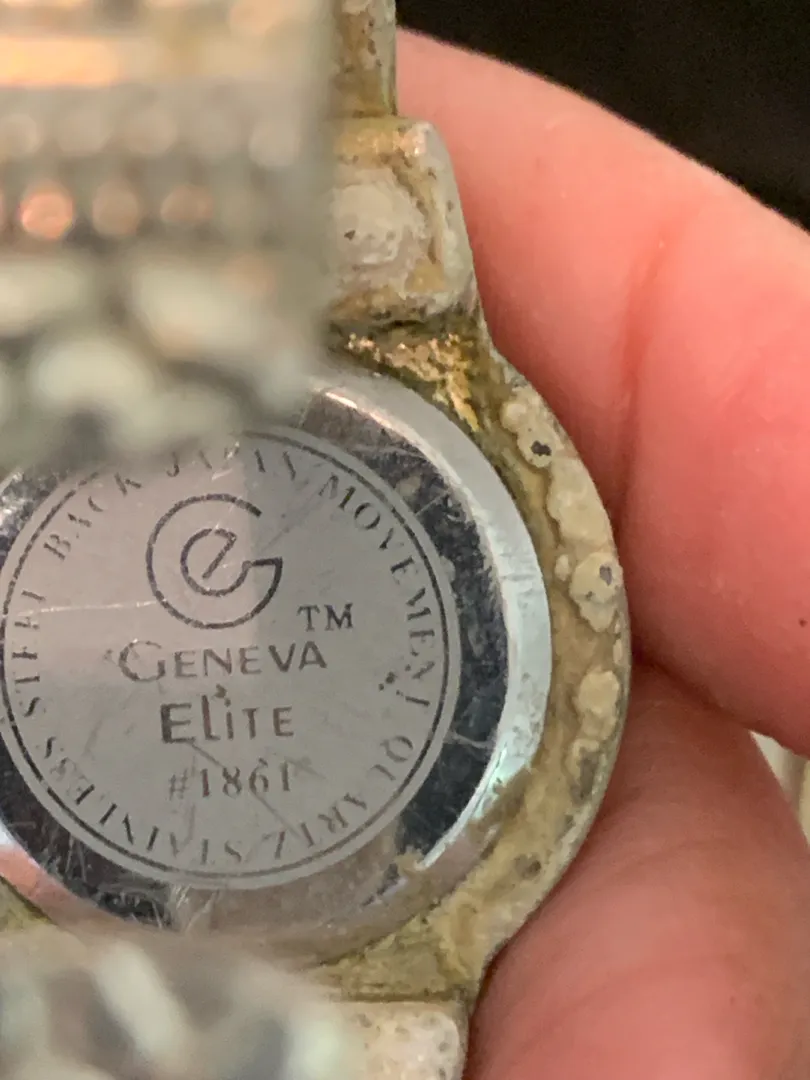 STAINLESS STEEL BACK JAPAN MOVEMENT QUARTZ
TM
GENEVA
ELiTE
#1861